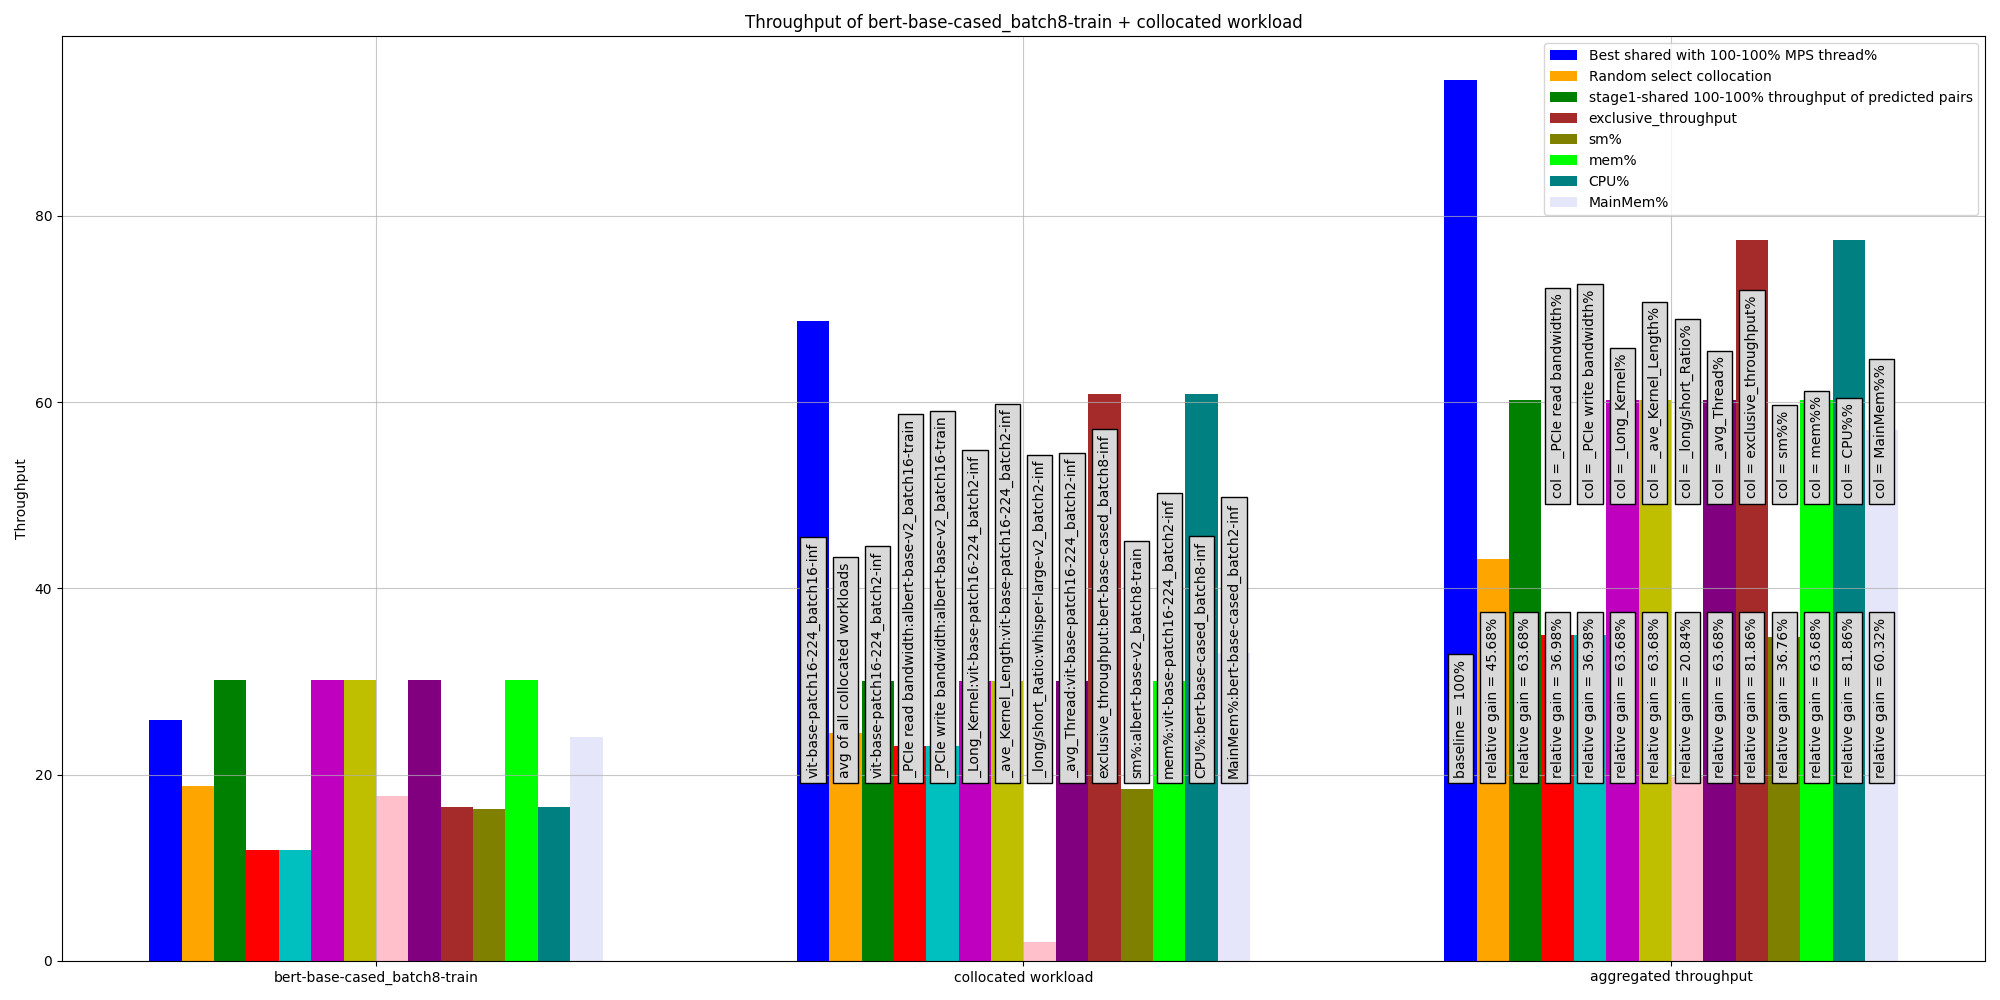 Throughput of bert-base-cased_batch8-train + collocated workload
Best shared with 100-100% MPS thread%
Random select collocation
stage1-shared 100-100% throughput of predicted pairs
exclusive_throughput
sm%
mem%
CPU%
MainMem%
Throughput
80
60
40
20
0
vit-base-patch16-224_batch16-inf
avg of all collocated workloads
vit-base-patch16-224_batch2-inf
_PCIe read bandwidth:albert-base-v2_batch16-train
_PCIe write bandwidth:albert-base-v2_batch16-train
_Long_Kernel:vit-base-patch16-224_batch2-inf
_ave_Kernel_Length:vit-base-patch16-224_batch2-inf
_long/short_Ratio:whisper-large-v2_batch2-inf
_avg_Thread:vit-base-patch16-224_batch2-inf
exclusive_throughput:bert-base-cased_batch8-inf
sm%:albert-base-v2_batch8-train
mem%:vit-base-patch16-224_batch2-inf
CPU%:bert-base-cased_batch8-inf
MainMem%:bert-base-cased_batch2-inf
col = _PCIe read bandwidth%
col = _PCIe write bandwidth%
col = _Long_Kernel%
col = _ave_Kernel_Length%
col = _long/short_Ratio%
col = _avg_Thread%
col = exclusive_throughput%
col = sm%%
col = mem%%
col = CPU%%
col = MainMem%%
baseline = 100%
relative gain = 45.68%
relative gain = 63.68%
relative gain = 36.98%
relative gain = 36.98%
relative gain = 63.68%
relative gain = 63.68%
relative gain = 20.84%
relative gain = 63.68%
relative gain = 81.86%
relative gain = 36.76%
relative gain = 63.68%
relative gain = 81.86%
relative gain = 60.32%
bert-base-cased_batch8-train
collocated workload
aggregated throughput